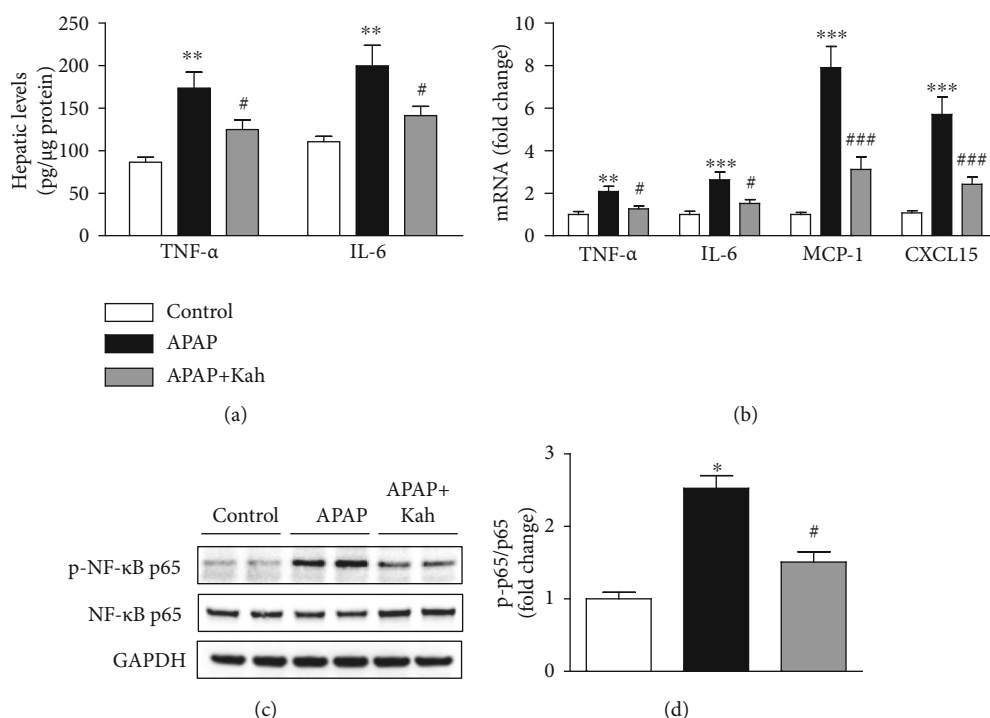 Hepatic levels
(pg/μg protein)
250
200
150
100
50
0
**
#
**
#
TNF-α
IL-6
Control
APAP
APAP+Kah
(a)
mRNA (fold change)
10
8
6
4
2
0
**
#
***
#
***
###
***
###
TNF-α
IL-6
MCP-1
CXCL15
(b)
Control
APAP
APAP+
Kah
p-NF-κB p65
NF-κB p65
GAPDH
(c)
p-p65/p65
(fold change)
3
2
1
0
*
#
(d)